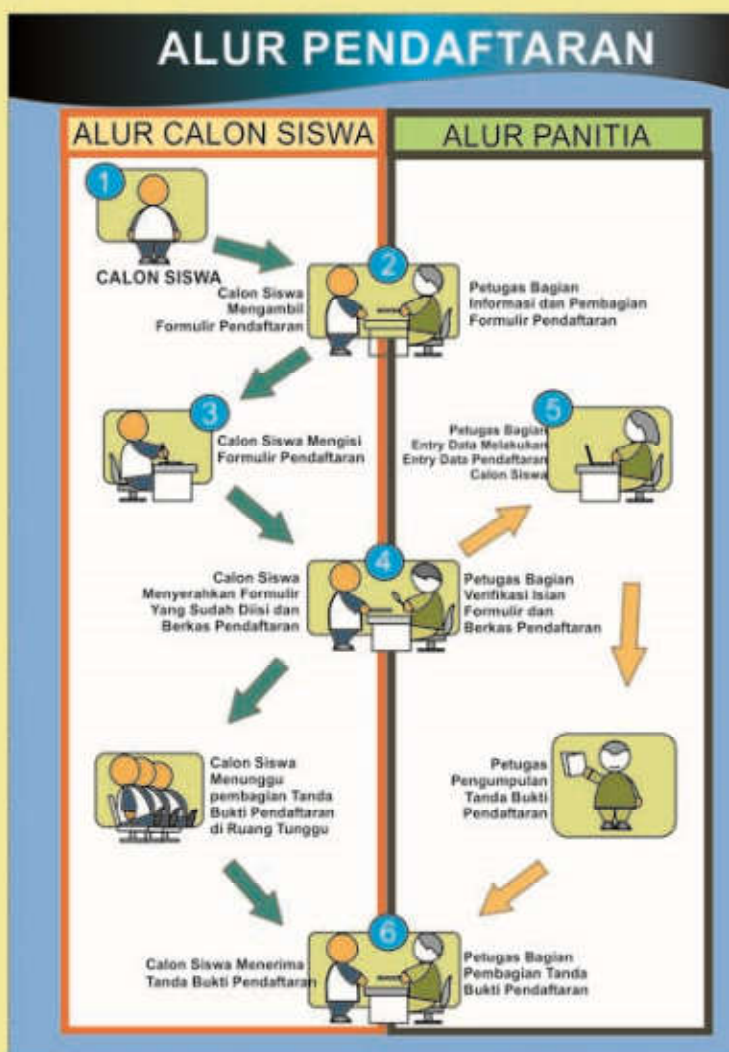 ALUR PENDAFTARAN
ALUR CALON SISWA
ALUR PANITIA
1
CALON SISWA
2
Calon Siswa
Mengambil
Formulir Pendaftaran
Petugas Bagian
Informasi dan Pembagian
Formulir Pendaftaran
3
Calon Siswa Mengisi
Formulir Pendaftaran
4
Calon Siswa
Menyerahkan Formulir
Yang Sudah Diisi dan
Berkas Pendaftaran
Petugas Bagian
Verifikasi Isian
Formulir dan
Berkas Pendaftaran
5
Petugas Bagian
Entry Data Melakukan
Entry Data Pendaftaran
Calon Siswa
Calon Siswa
Menunggu
pembagian Tanda
Bukti Pendaftaran
di Ruang Tunggu
Petugas
Pengumpulan
Tanda Bukti
Pendaftaran
6
Calon Siswa Menerima
Tanda Bukti Pendaftaran
Petugas Bagian
Pembagian Tanda
Bukti Pendaftaran